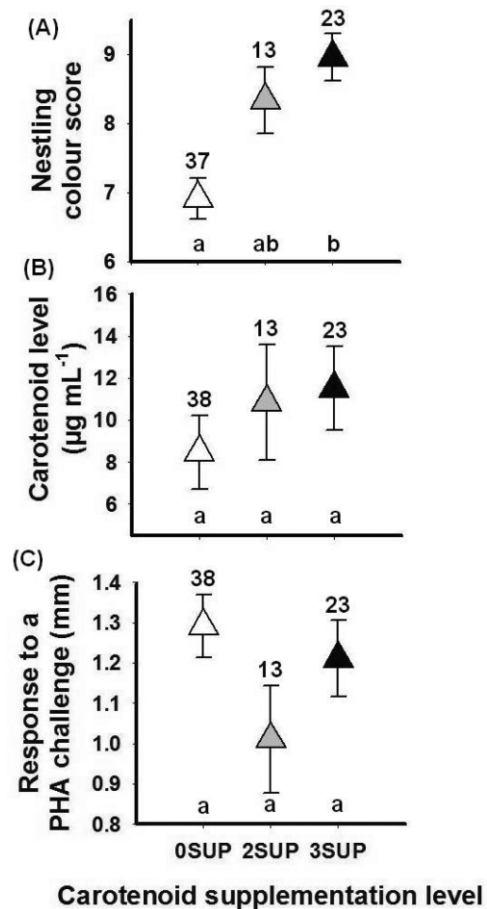 (A)
Nestling
colour score
9
8
7
6
37
13
23
a ab b
(B)
Carotenoid level
(µg mL⁻¹)
16
14
12
10
8
6
38
13
23
a a a
(C)
Response to a
PHA challenge (mm)
1.4
1.3
1.2
1.1
1.0
0.9
0.8
38
13
23
a a a
0SUP 2SUP 3SUP
Carotenoid supplementation level